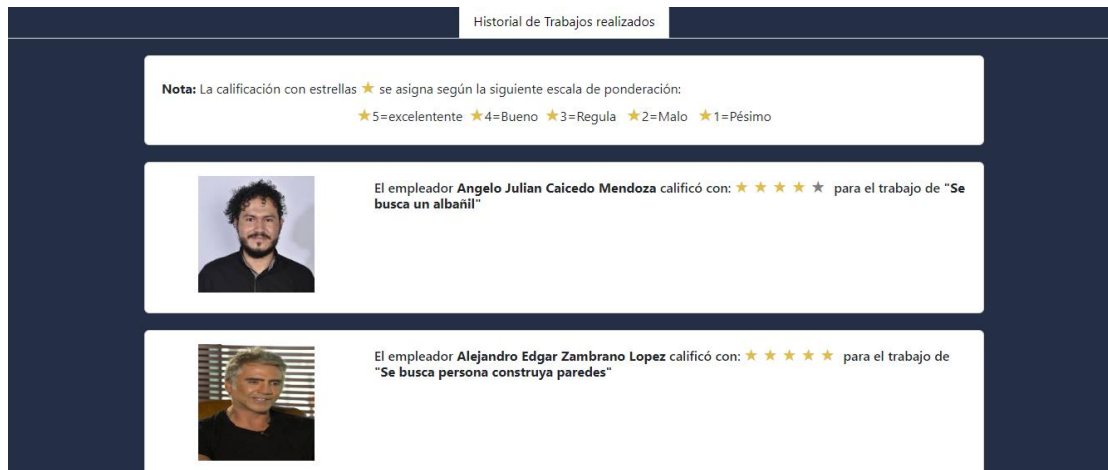 Historial de Trabajos realizados
Nota: La calificación con estrellas ★ se asigna según la siguiente escala de ponderación:
★5=excelentente ★4=Bueno ★3=Regula ★2=Malo ★1=Pésimo
El empleador Angelo Julian Caicedo Mendoza calificó con: ★ ★ ★ ★ ★ para el trabajo de "Se
busca un albañil"
El empleador Alejandro Edgar Zambrano Lopez calificó con: ★ ★ ★ ★ ★ para el trabajo de
"Se busca persona construya paredes"